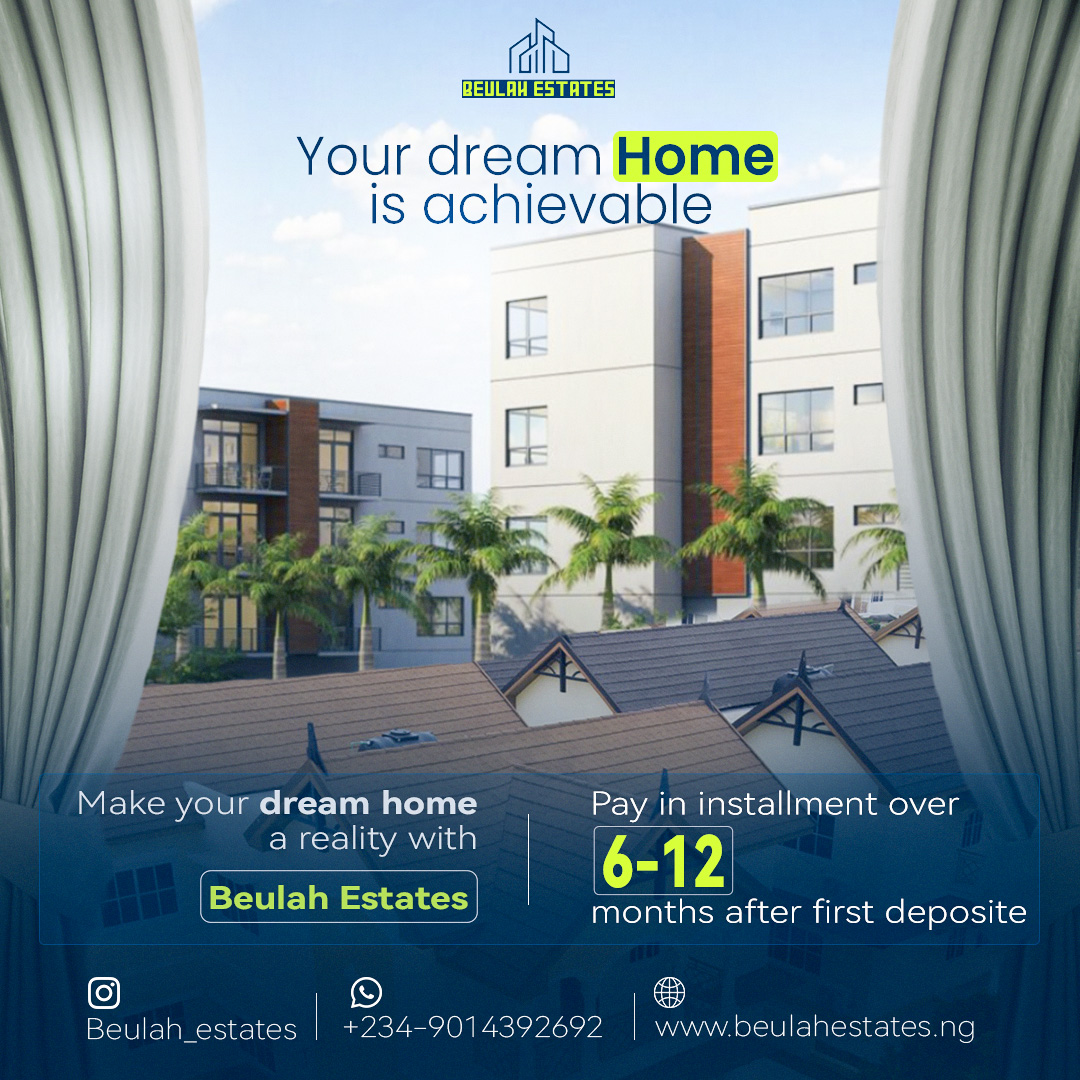 BEULAH ESTATES
Your dream Home
is achievable
Make your dream home
a reality with
Beulah Estates
Pay in installment over
6-12
months after first deposite
Beulah_estates
+234-9014392692
www.beulahestates.ng